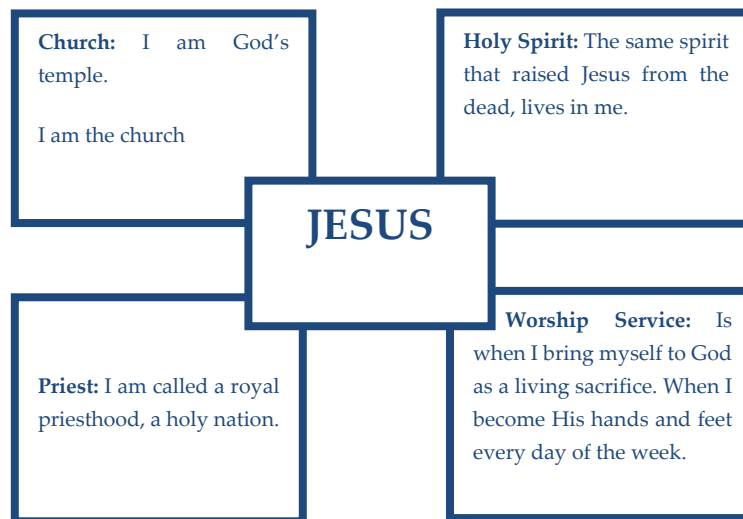 Church: I am God's
temple.
I am the church
Holy Spirit: The same spirit
that raised Jesus from the
dead, lives in me.
JESUS
Priest: I am called a royal
priesthood, a holy nation.
Worship Service: Is
when I bring myself to God
as a living sacrifice. When I
become His hands and feet
every day of the week.